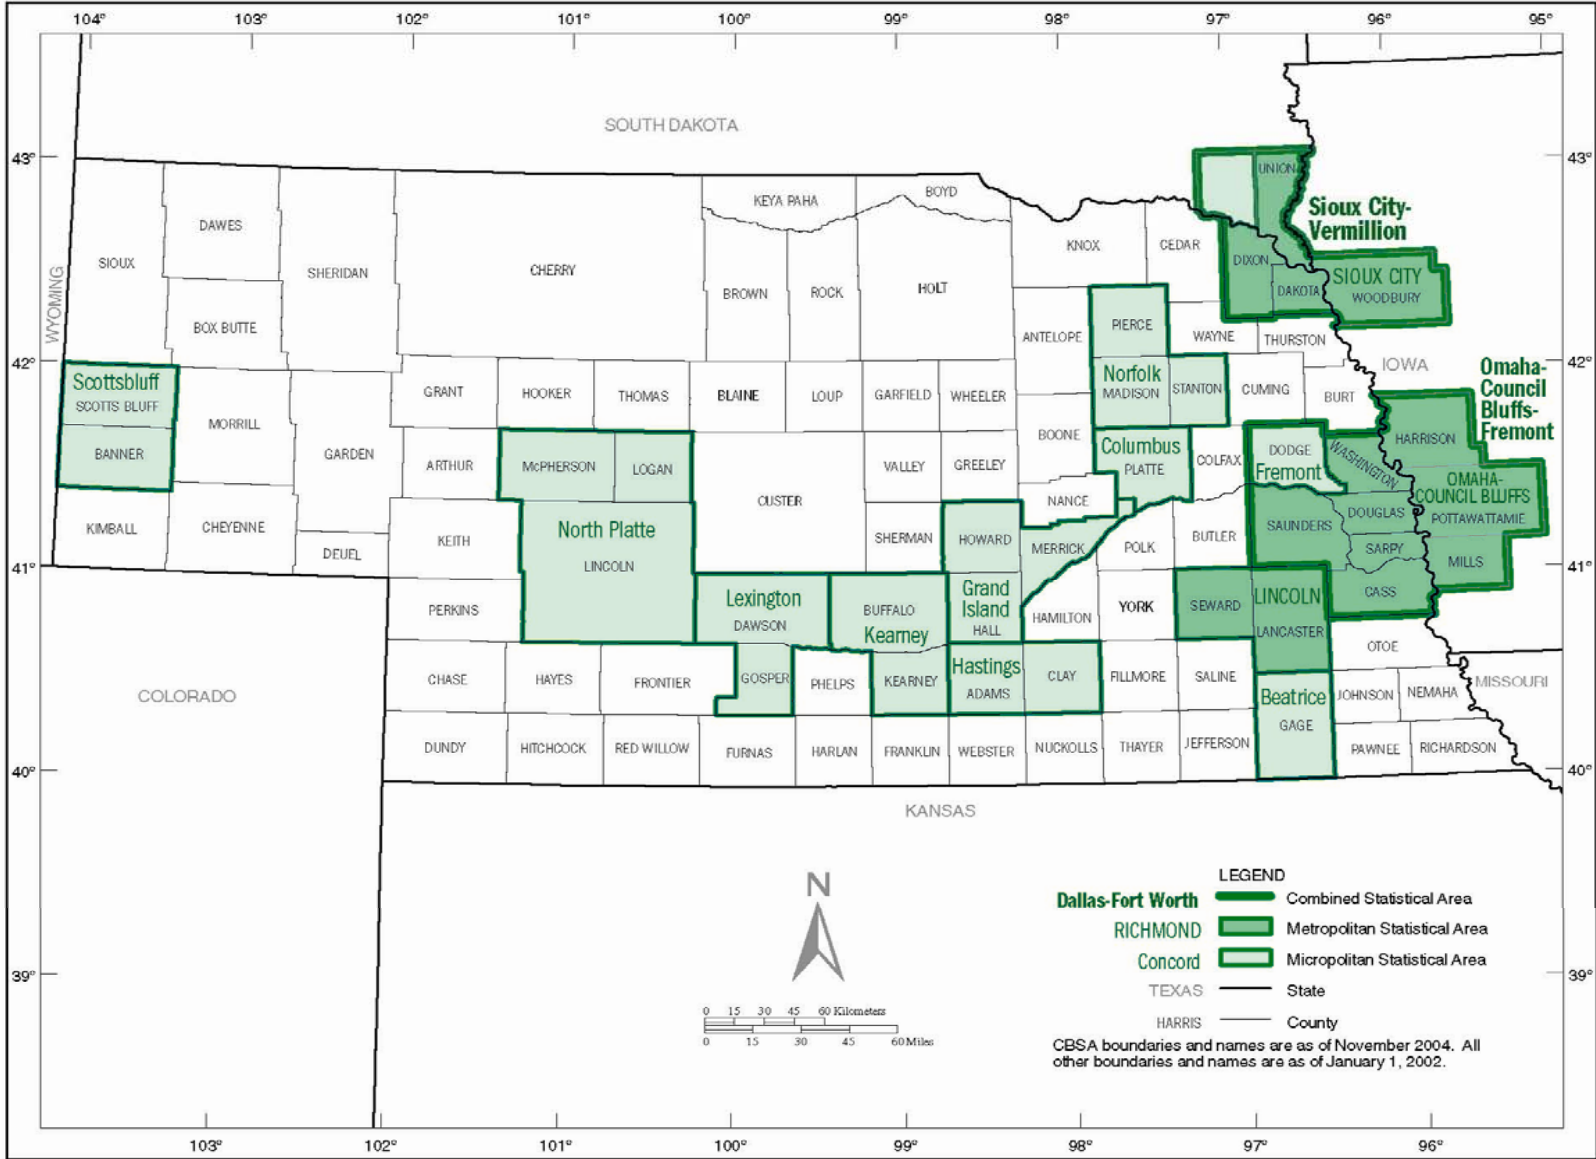 104°
103°
102°
101°
100°
99°
98°
97°
96°
95°
SOUTH DAKOTA
43°
43°
UNION
BOYD
KEYA PAHA
Sioux City-
Vermillion
DAWES
KNOX
CEDAR
SIOUX
DIXON
CHERRY
SHERIDAN
SIOUX CITY
WOODBURY
DAKOTA
HOLT
BROWN
ROCK
WYOMING
BOX BUTTE
PIERCE
ANTELOPE
WAYNE
THURSTON
42°
42°
IOWA
Omaha-
Council
Bluffs-
Fremont
Scottsbluff
SCOTTS BLUFF
Norfolk
MADISON
STANTON
CUMING
BURT
GRANT
HOOKER
THOMAS
BLAINE
LOUP
GARFIELD
WHEELER
MORRILL
BOONE
HARRISON
Columbus
PLATTE
DODGE
Fremont
WASHINGTON
BANNER
GARDEN
ARTHUR
McPHERSON
LOGAN
VALLEY
GREELEY
COLFAX
OMAHA-
COUNCIL BLUFFS
POTTAWATTAMIE
CUSTER
NANCE
DOUGLAS
KIMBALL
CHEYENNE
North Platte
LINCOLN
SAUNDERS
KEITH
SHERMAN
HOWARD
BUTLER
MERRICK
POLK
SARPY
DEUEL
MILLS
41°
41°
Lexington
DAWSON
BUFFALO
Kearney
Grand
Island
HALL
CASS
LINCOLN
LANCASTER
PERKINS
YORK
SEWARD
HAMILTON
OTOE
CHASE
HAYES
FRONTIER
GOSPER
PHELPS
KEARNEY
Hastings
ADAMS
CLAY
FILLMORE
SALINE
MISSOURI
COLORADO
Beatrice
GAGE
JOHNSON
NEMAHA
DUNDY
HITCHCOCK
RED WILLOW
FURNAS
HARLAN
FRANKLIN
WEBSTER
NUCKOLLS
THAYER
JEFFERSON
PAWNEE
RICHARDSON
40°
40°
KANSAS
N
LEGEND
Dallas-Fort Worth
Combined Statistical Area
RICHMOND
Metropolitan Statistical Area
Concord
Micropolitan Statistical Area
39°
39°
TEXAS
State
HARRIS
County
0 15 30 45 60 Kilometers
0 15 30 45 60 Miles
CBSA boundaries and names are as of November 2004. All
other boundaries and names are as of January 1, 2002.
103°
102°
101°
100°
99°
98°
97°
96°